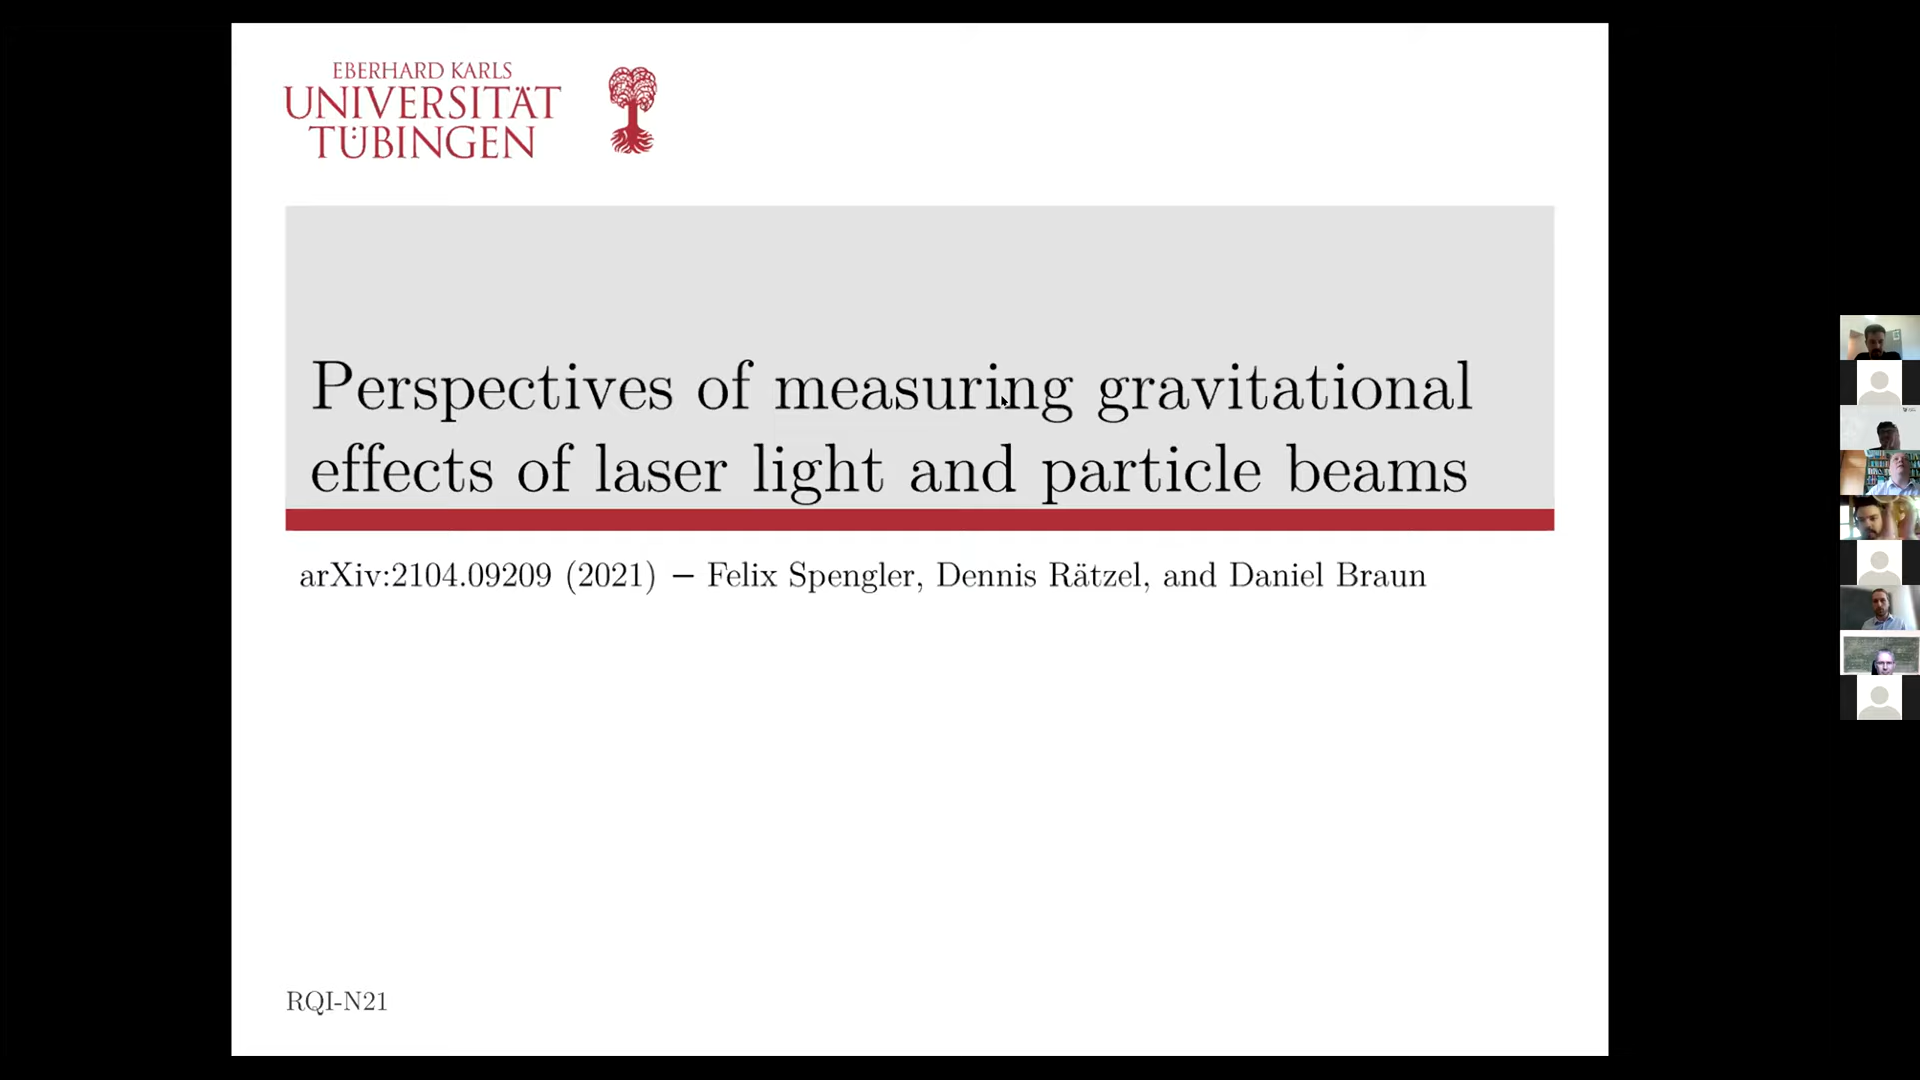 EBERHARD KARLS
UNIVERSITÄT
TÜBINGEN
Perspectives of measuring gravitational
effects of laser light and particle beams
arXiv:2104.09209 (2021) – Felix Spengler, Dennis Rätzel, and Daniel Braun
RQI-N21